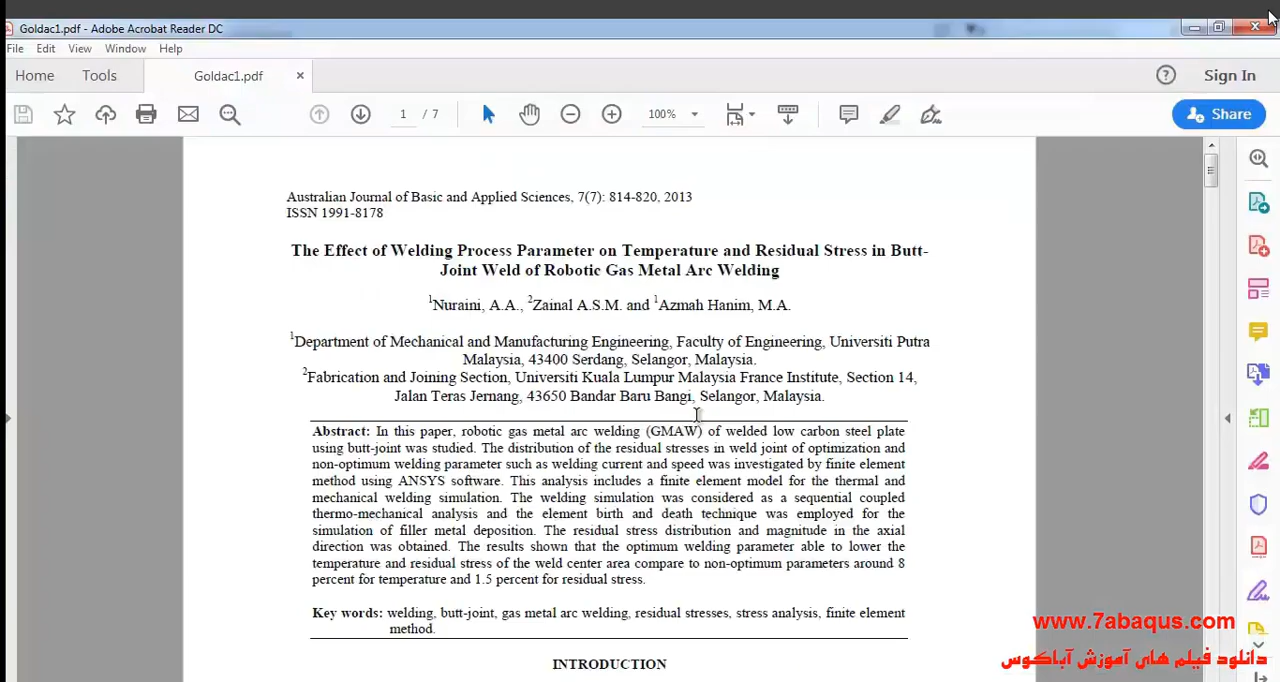 Goldac1.pdf - Adobe Acrobat Reader DC
File Edit View Window Help
Home Tools Goldac1.pdf × Sign In
1 / 7 100% Share
Australian Journal of Basic and Applied Sciences, 7(7): 814-820, 2013
ISSN 1991-8178
The Effect of Welding Process Parameter on Temperature and Residual Stress in Butt-
Joint Weld of Robotic Gas Metal Arc Welding
1Nuraini, A.A., 2Zainal A.S.M. and 1Azmah Hanim, M.A.
1Department of Mechanical and Manufacturing Engineering, Faculty of Engineering, Universiti Putra
Malaysia, 43400 Serdang, Selangor, Malaysia.
2Fabrication and Joining Section, Universiti Kuala Lumpur Malaysia France Institute, Section 14,
Jalan Teras Jernang, 43650 Bandar Baru Bangi, Selangor, Malaysia.
Abstract: In this paper, robotic gas metal arc welding (GMAW) of welded low carbon steel plate
using butt-joint was studied. The distribution of the residual stresses in weld joint of optimization and
non-optimum welding parameter such as welding current and speed was investigated by finite element
method using ANSYS software. This analysis includes a finite element model for the thermal and
mechanical welding simulation. The welding simulation was considered as a sequential coupled
thermo-mechanical analysis and the element birth and death technique was employed for the
simulation of filler metal deposition. The residual stress distribution and magnitude in the axial
direction was obtained. The results shown that the optimum welding parameter able to lower the
temperature and residual stress of the weld center area compare to non-optimum parameters around 8
percent for temperature and 1.5 percent for residual stress.
Key words: welding, butt-joint, gas metal arc welding, residual stresses, stress analysis, finite element
method.
INTRODUCTION
www.7abaqus.com
دانلود فیلم های آموزش آباکوس